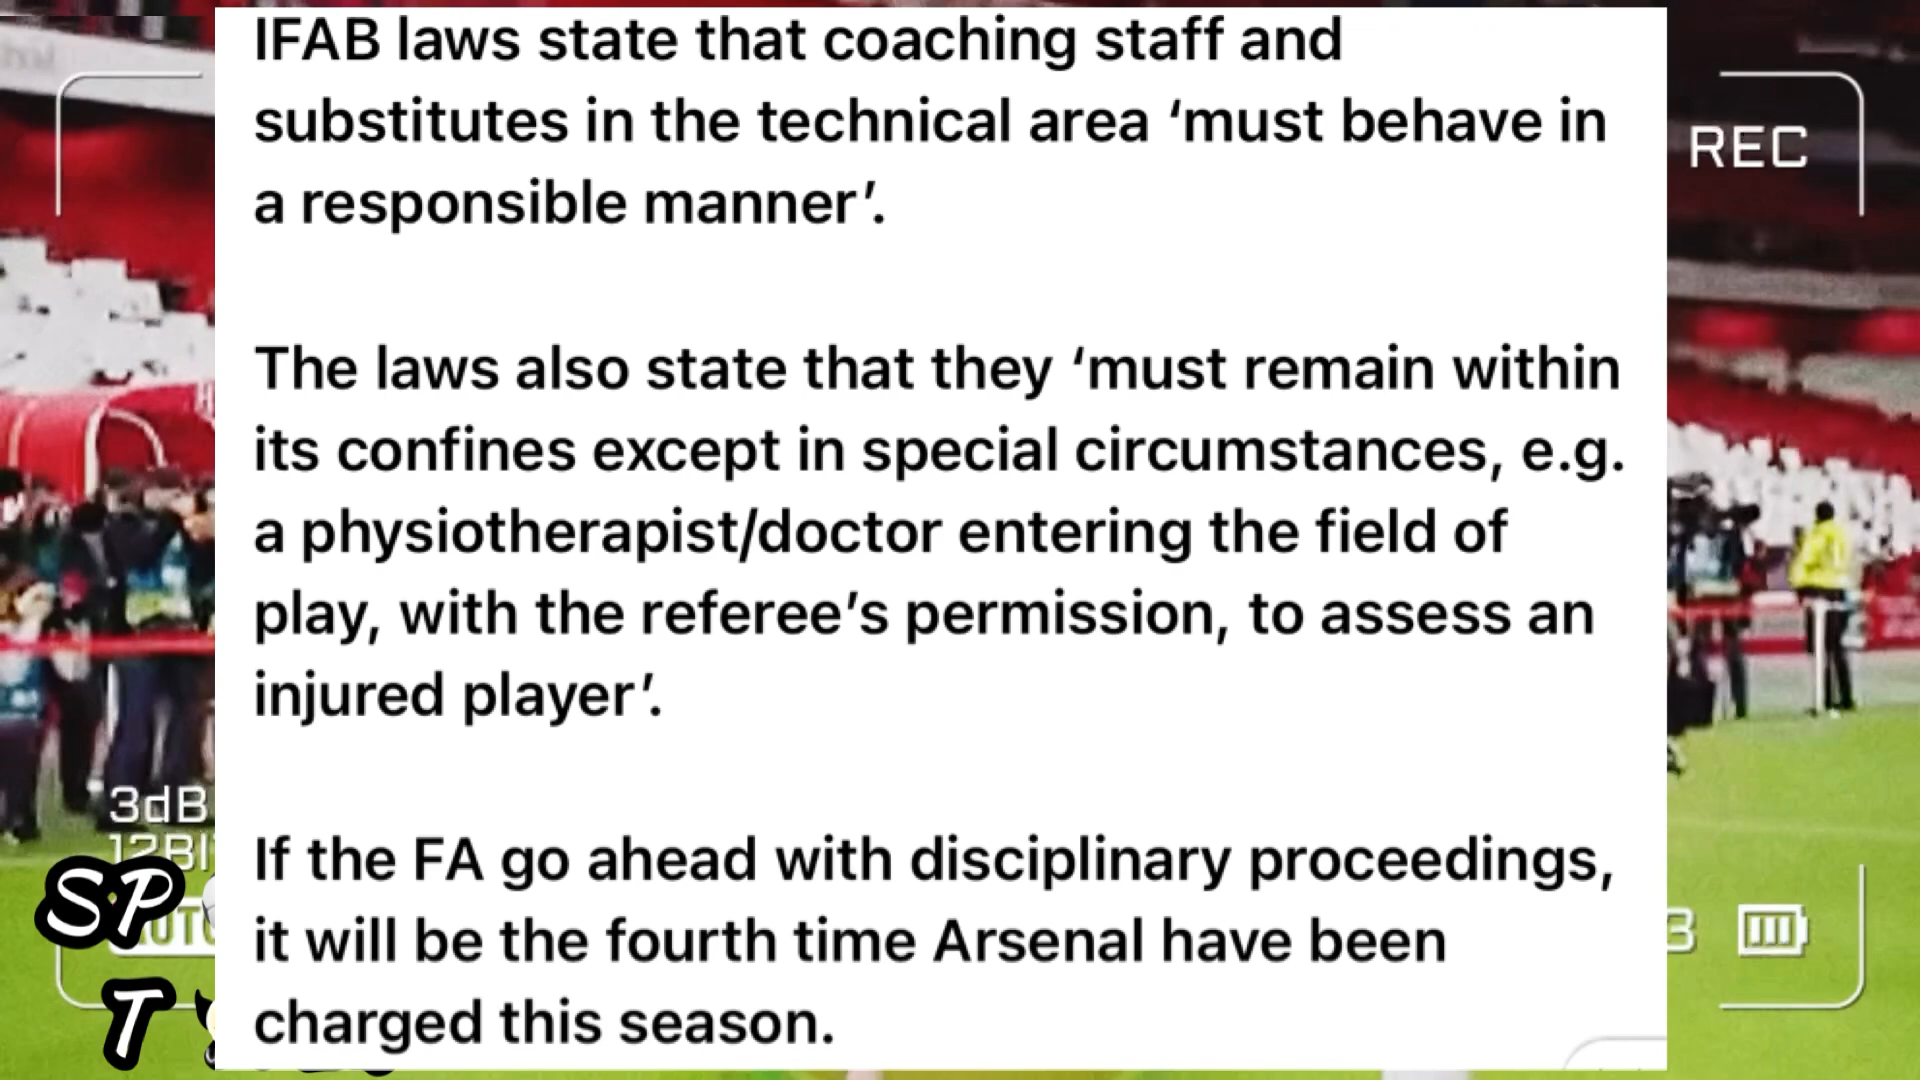 IFAB laws state that coaching staff and
substitutes in the technical area ‘must behave in
a responsible manner’.
The laws also state that they ‘must remain within
its confines except in special circumstances, e.g.
a physiotherapist/doctor entering the field of
play, with the referee’s permission, to assess an
injured player’.
If the FA go ahead with disciplinary proceedings,
it will be the fourth time Arsenal have been
charged this season.
REC
3dB
12BI
SP
T
3